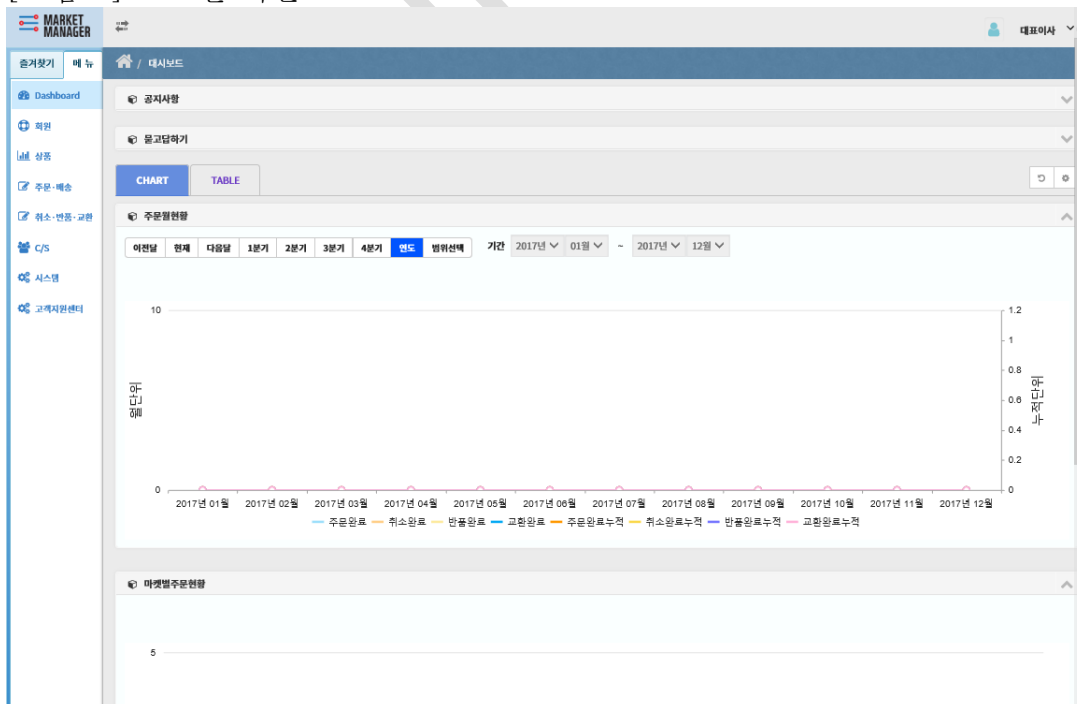 MARKET
MANAGER
대표이사
즐겨찾기 메 뉴
/ 대시보드
Dashboard
회원
상품
주문·배송
취소·반품·교환
C/S
시스템
고객지원센터
공지사항
묻고답하기
CHART TABLE
주문월현황
이전달 현재 다음달 1분기 2분기 3분기 4분기 연도 범위선택 기간 2017년 01월 ~ 2017년 12월
10
0
월단위
1.2
1
0.8
0.6
0.4
0.2
0
누적단위
2017년 01월 2017년 02월 2017년 03월 2017년 04월 2017년 05월 2017년 06월 2017년 07월 2017년 08월 2017년 09월 2017년 10월 2017년 11월 2017년 12월
주문완료 취소완료 반품완료 교환완료 주문완료누적 취소완료누적 반품완료누적 교환완료누적
마켓별주문현황
5